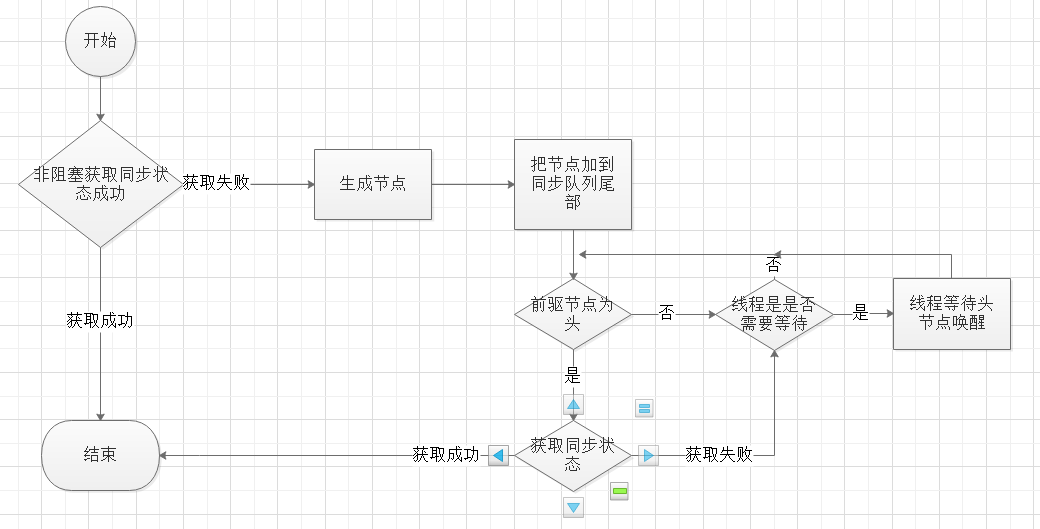 开始
非阻塞获取同步状
态成功
获取失败
生成节点
把节点加到
同步队列尾
部
否
前驱节点为
头
否
线程是是否
需要等待
是
线程等待头
节点唤醒
获取成功
是
结束
获取成功
获取同步状
态
获取失败